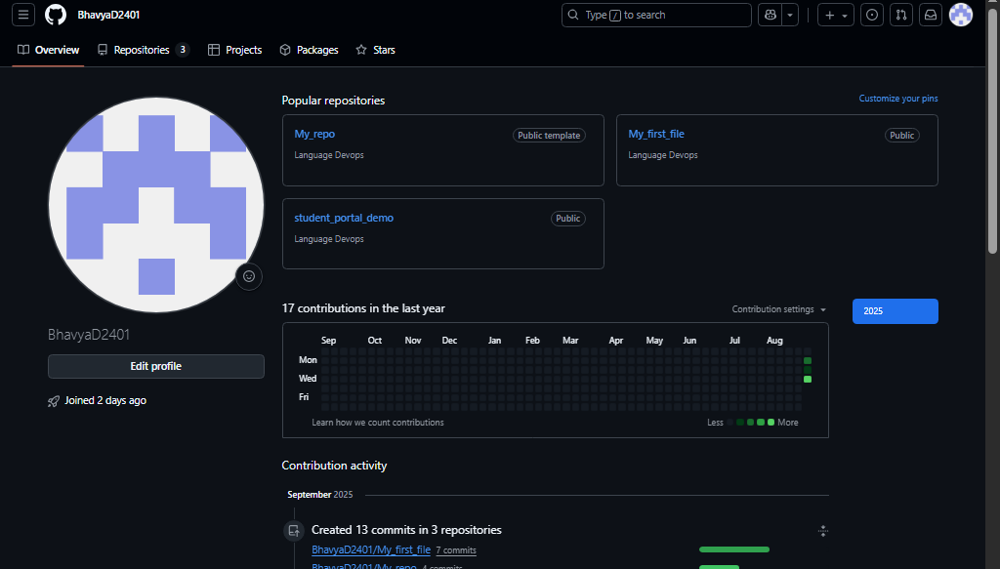 BhavyaD2401
Type / to search
Overview
Repositories 3
Projects
Packages
Stars
Popular repositories
Customize your pins
My_repo
Public template
Language Devops
My_first_file
Public
Language Devops
student_portal_demo
Public
Language Devops
BhavyaD2401
Edit profile
Joined 2 days ago
17 contributions in the last year
Contribution settings
2025
Sep Oct Nov Dec Jan Feb Mar Apr May Jun Jul Aug
Mon
Wed
Fri
Learn how we count contributions
Less
More
Contribution activity
September 2025
Created 13 commits in 3 repositories
BhavyaD2401/My_first_file 7 commits
BhavyaD2401/My_repo 4 commits